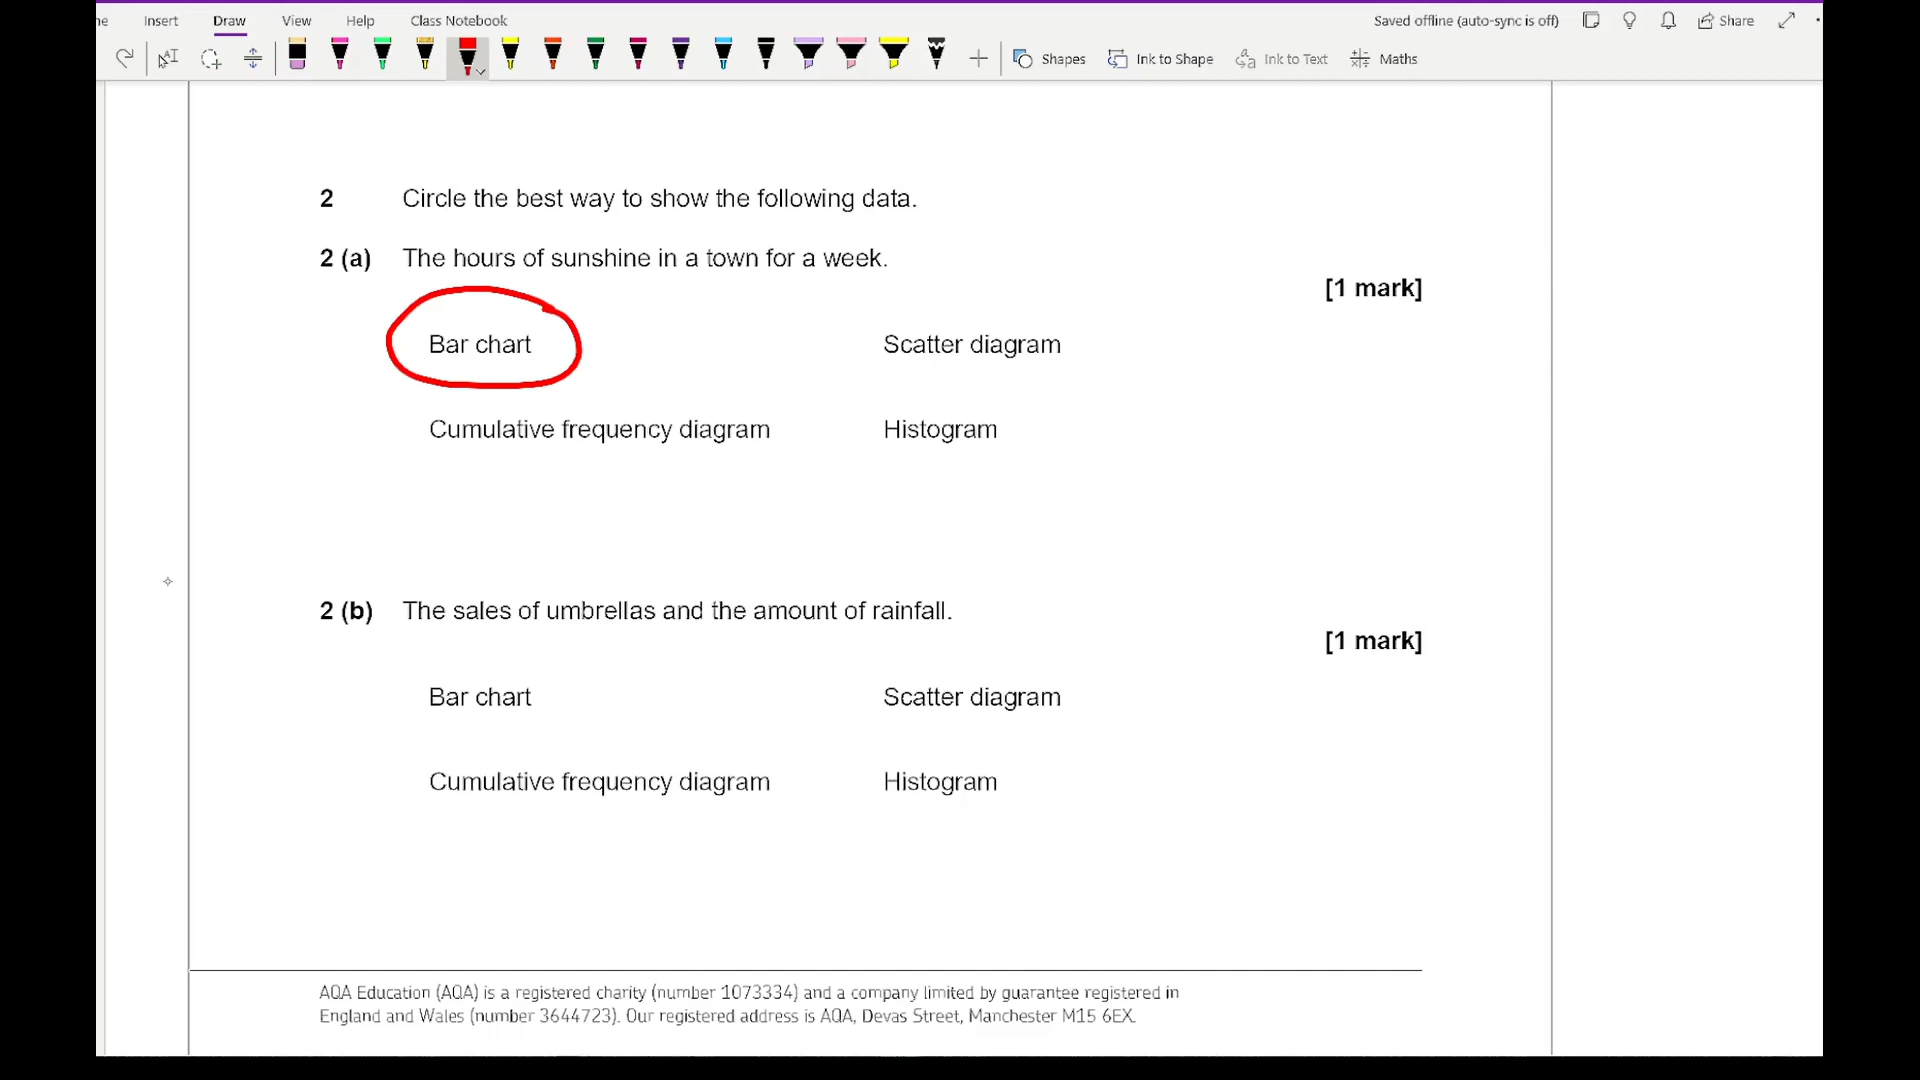 Insert Draw View Help Class Notebook Saved offline (auto-sync is off) Share
Shapes Ink to Shape Ink to Text Maths
2 Circle the best way to show the following data.
2 (a) The hours of sunshine in a town for a week.
[1 mark]
Bar chart Scatter diagram
Cumulative frequency diagram Histogram
2 (b) The sales of umbrellas and the amount of rainfall.
[1 mark]
Bar chart Scatter diagram
Cumulative frequency diagram Histogram
AQA Education (AQA) is a registered charity (number 1073334) and a company limited by guarantee registered in
England and Wales (number 3644723). Our registered address is AQA, Devas Street, Manchester M15 6EX.